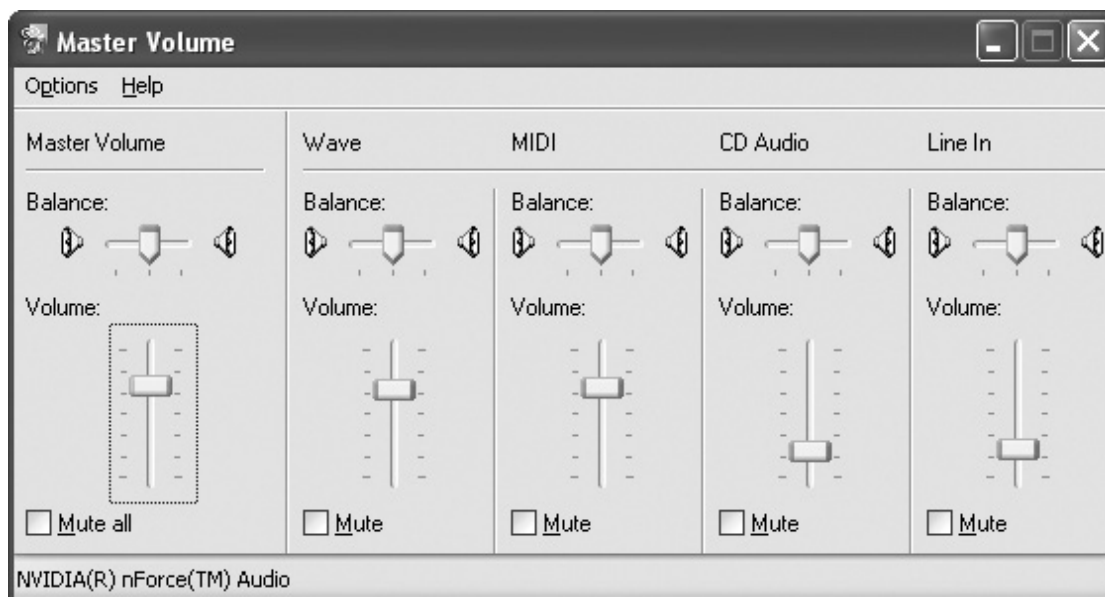 Master Volume
Options Help
Master Volume Wave MIDI CD Audio Line In
Balance: Balance: Balance: Balance: Balance:
Volume: Volume: Volume: Volume: Volume:
Mute all Mute Mute Mute Mute
NVIDIA(R) nForce(TM) Audio